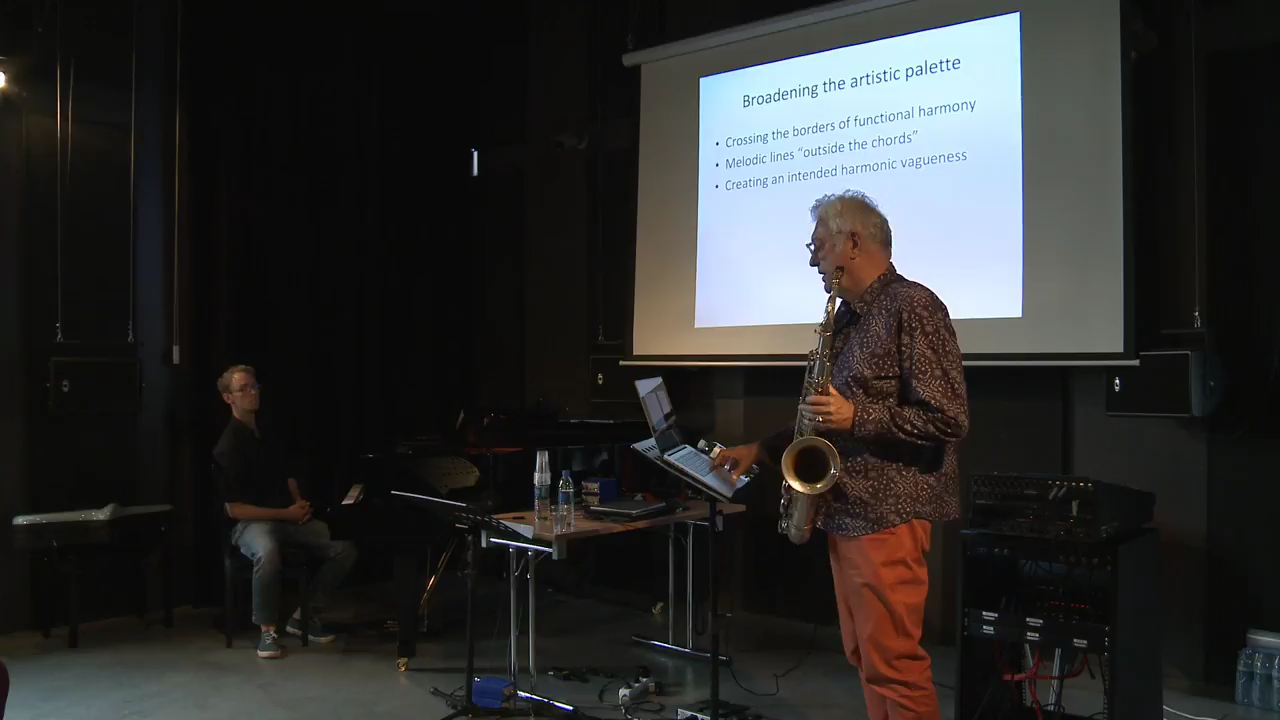 Broadening the artistic palette
• Crossing the borders of functional harmony
• Melodic lines “outside the chords”
• Creating an intended harmonic vagueness